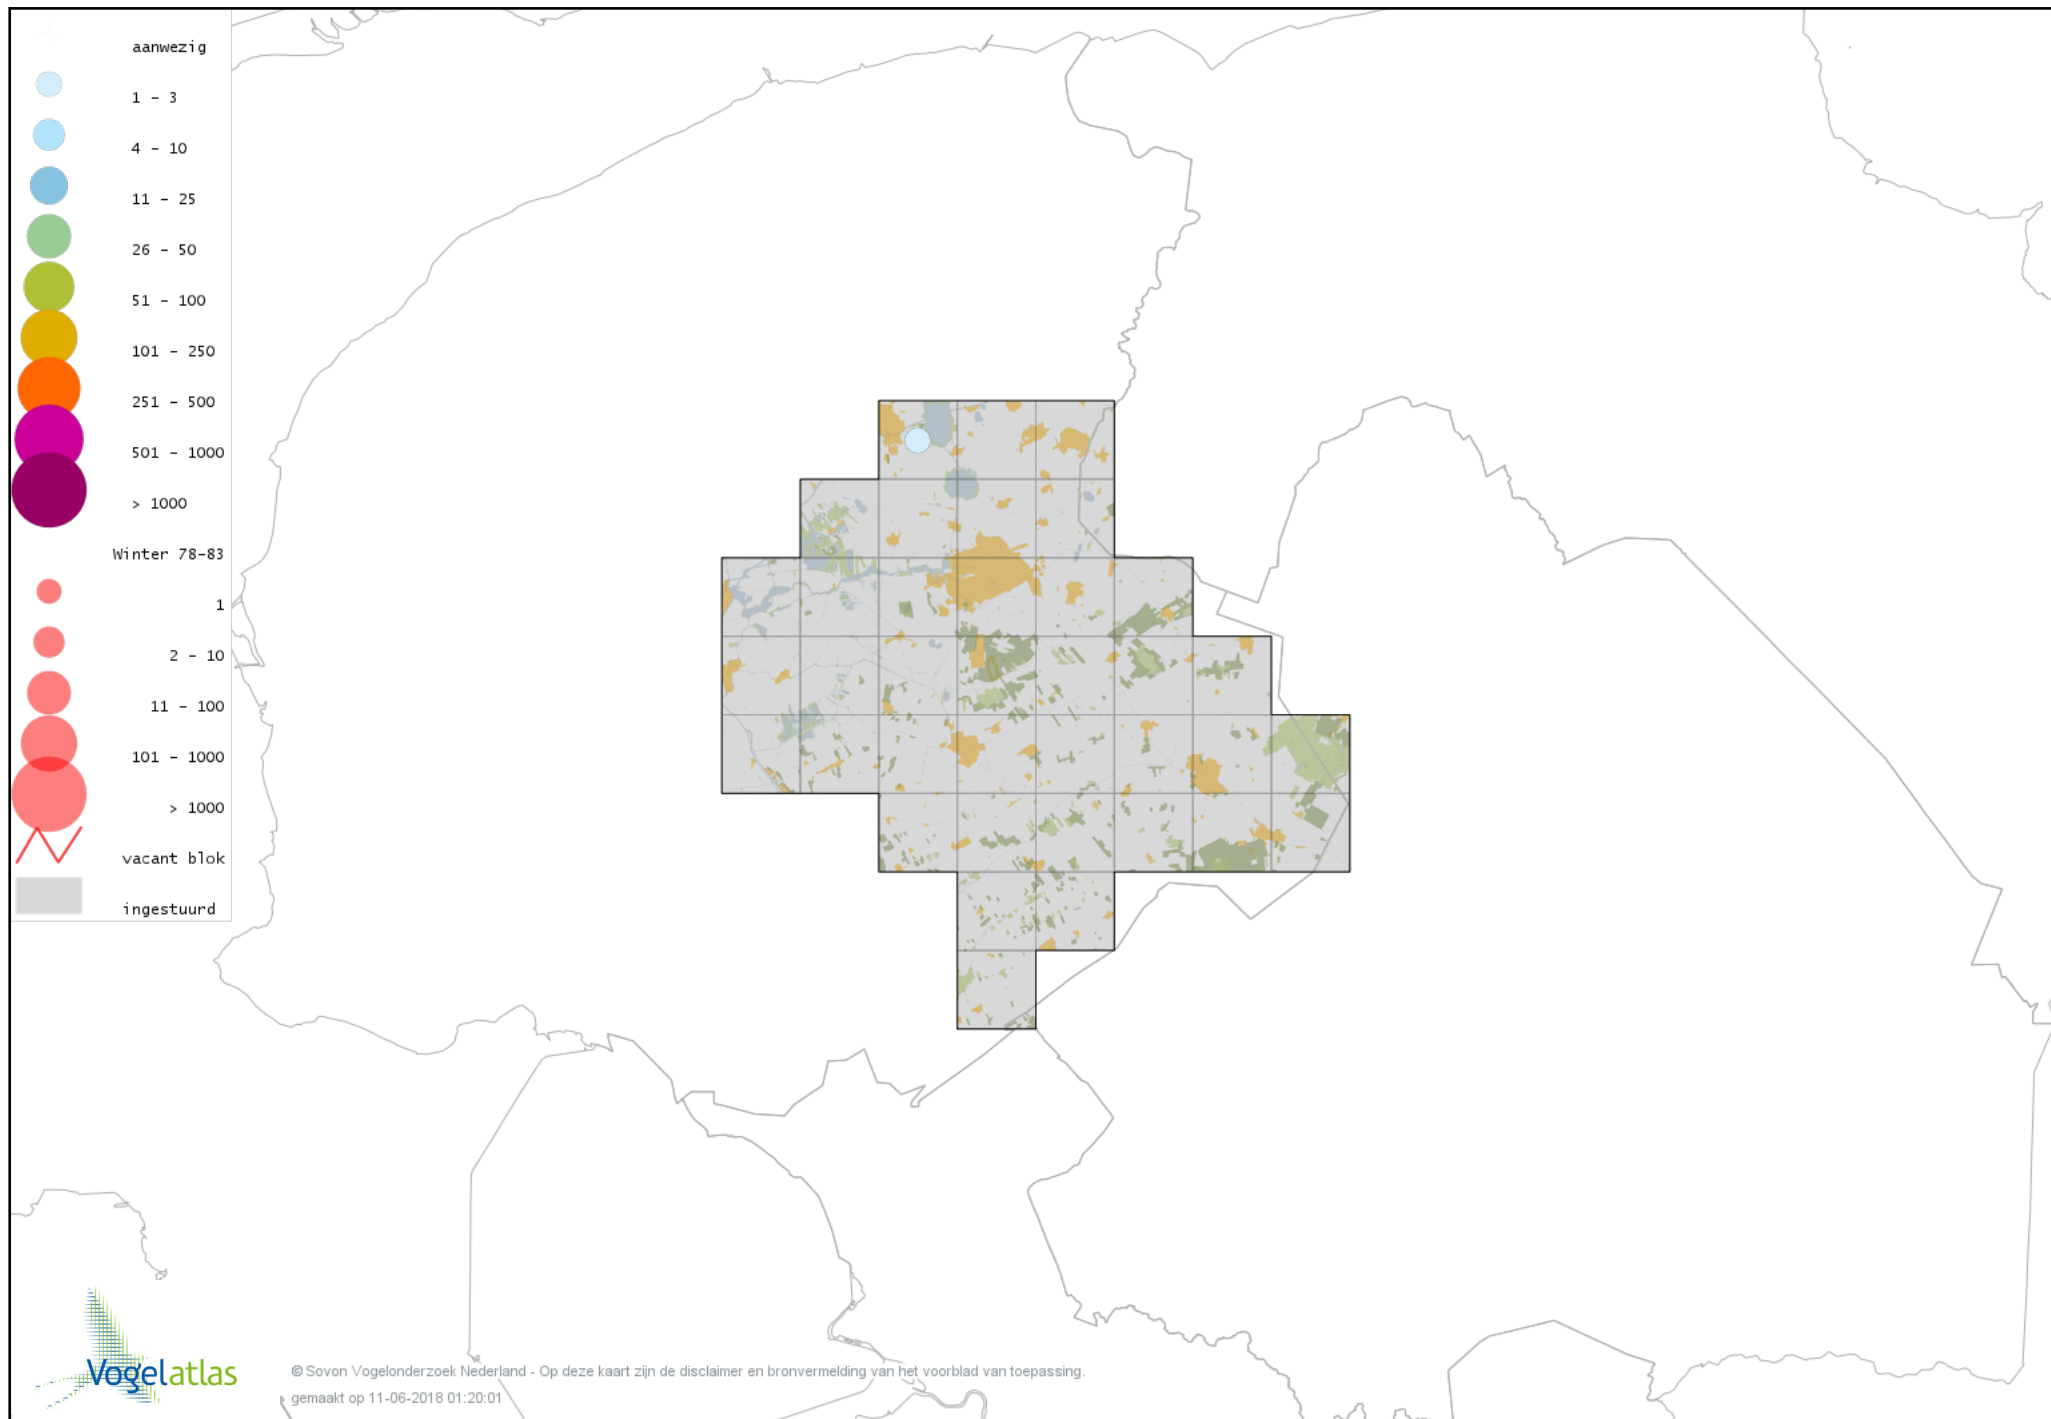 aanwezig
1 - 3
4 - 10
11 - 25
26 - 50
51 - 100
101 - 250
251 - 500
501 - 1000
> 1000
Winter 78-83
1
2 - 10
11 - 100
101 - 1000
> 1000
vacant blok
ingestuurd
Vogelatlas
© Sovon Vogelonderzoek Nederland - Op deze kaart zijn de disclaimer en bronvermelding van het voorblad van toepassing.
gemaakt op 11-06-2018 01:20:01